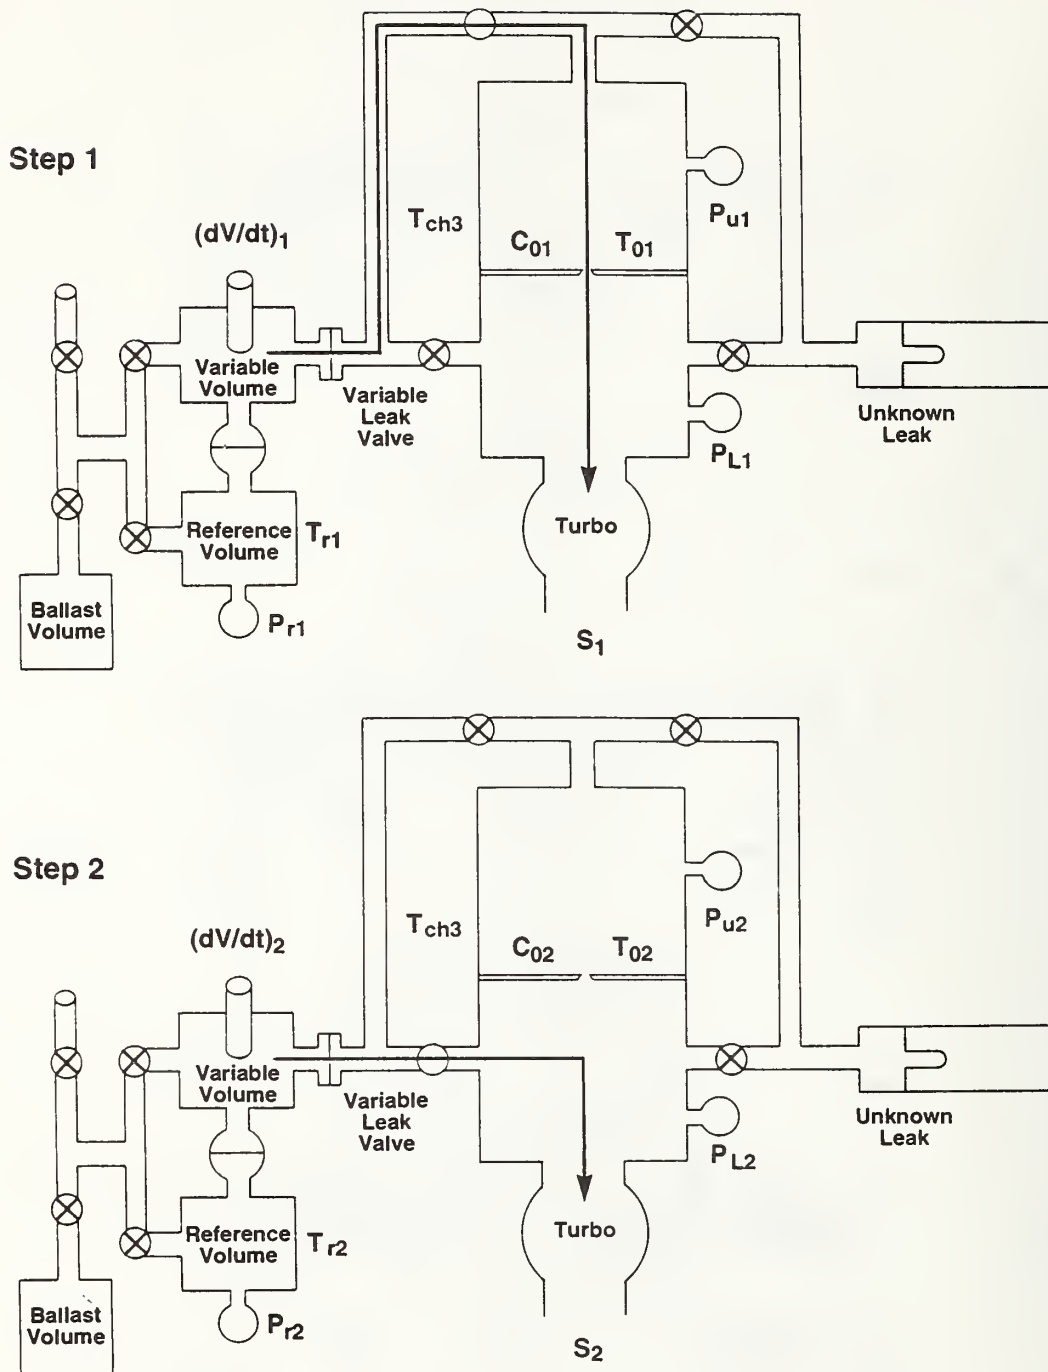 Step 1
(dV/dt)1
Tch3
C01
T01
Pu1
Variable
Volume
Variable
Leak
Valve
PL1
Unknown
Leak
Reference
Volume
Tr1
Turbo
Ballast
Volume
Pr1
S1
Step 2
(dV/dt)2
Tch3
C02
T02
Pu2
Variable
Volume
Variable
Leak
Valve
PL2
Unknown
Leak
Reference
Volume
Tr2
Turbo
Ballast
Volume
Pr2
S2